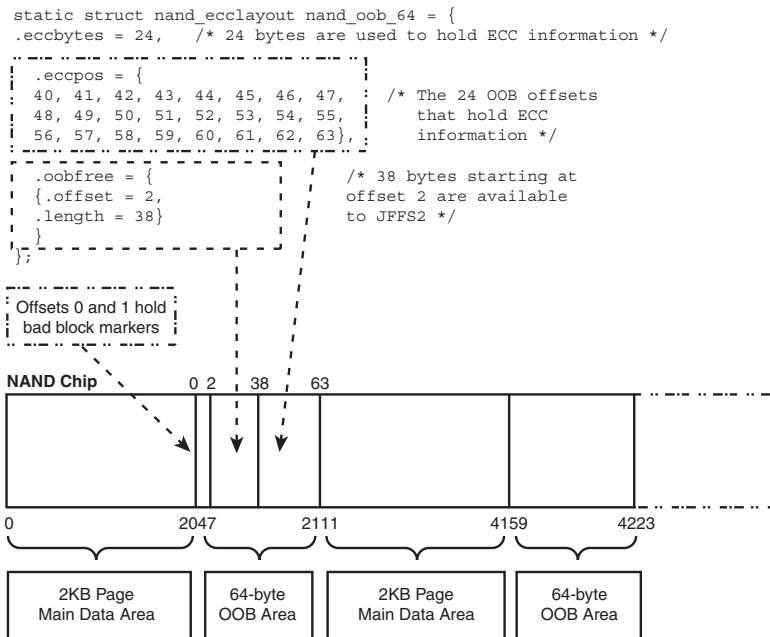 static struct nand_ecclayout nand_oob_64 = {
.eccbytes = 24,   /* 24 bytes are used to hold ECC information */
.eccpos = {
40, 41, 42, 43, 44, 45, 46, 47,   /* The 24 OOB offsets
48, 49, 50, 51, 52, 53, 54, 55,   that hold ECC
56, 57, 58, 59, 60, 61, 62, 63},   information */
.oobfree = {   /* 38 bytes starting at
{.offset = 2,   offset 2 are available
.length = 38}   to JFFS2 */
}
};
Offsets 0 and 1 hold
bad block markers
NAND Chip   0 2   38   63
0   2047   2111   4159   4223
2KB Page   64-byte   2KB Page   64-byte
Main Data Area   OOB Area   Main Data Area   OOB Area